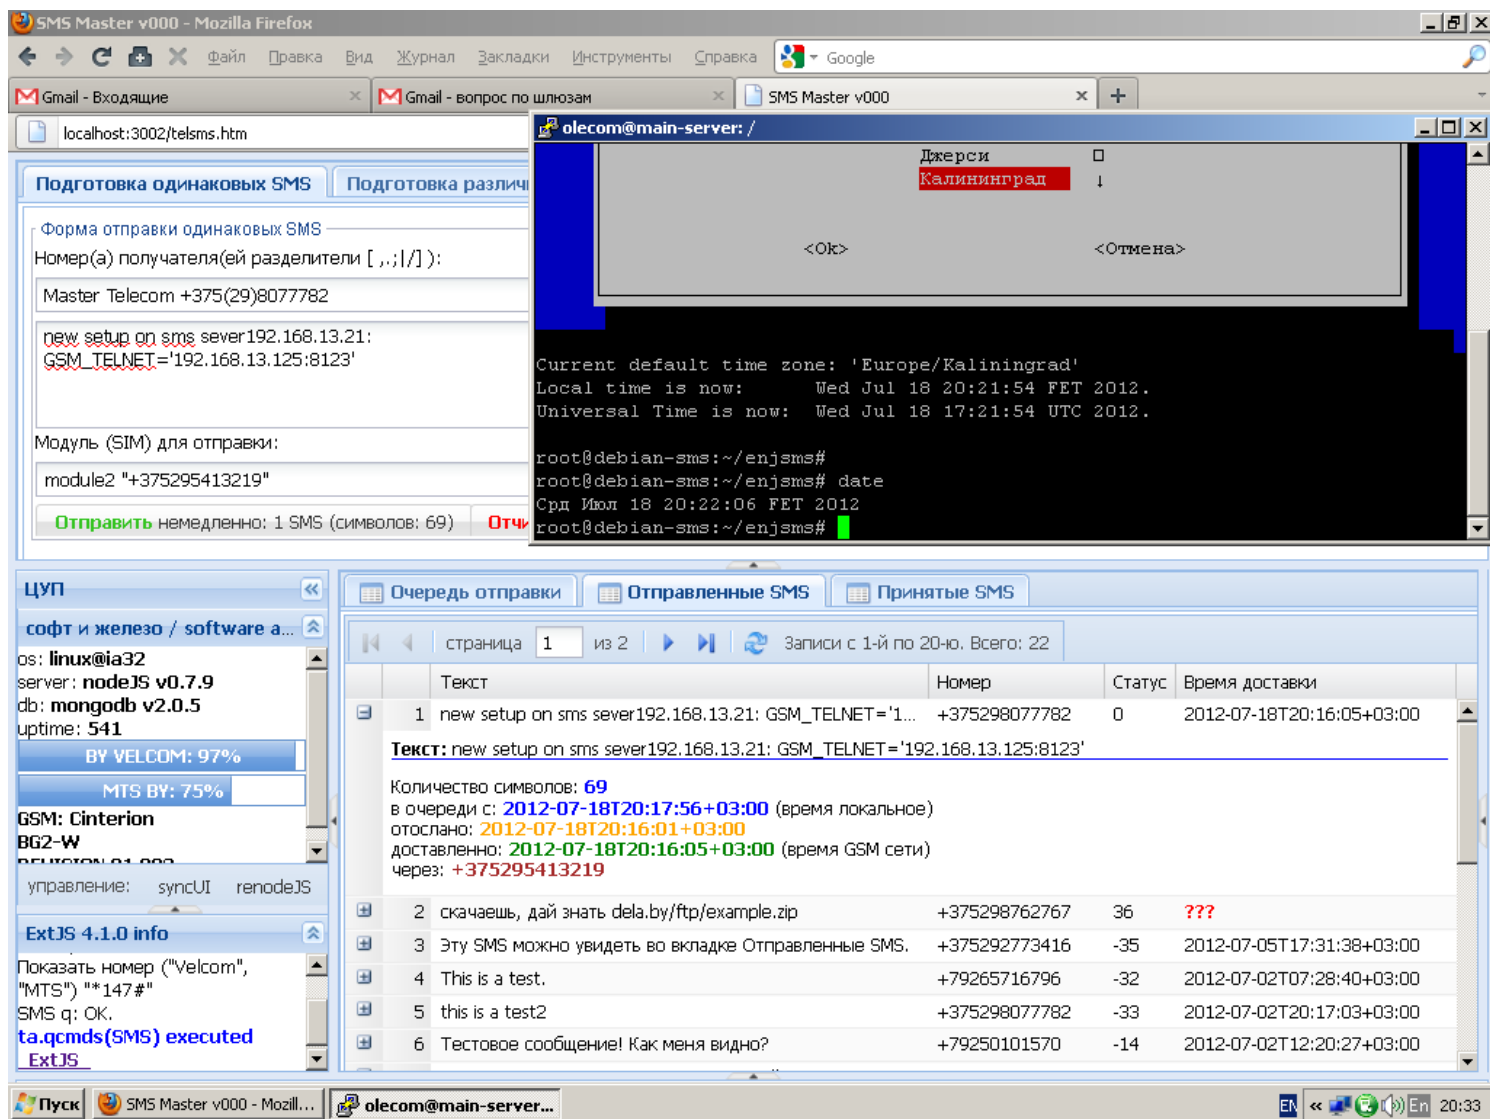 SMS Master v000 - Mozilla Firefox
Файл Правка Вид Журнал Закладки Инструменты Справка Google
Gmail - Входящие
Gmail - вопрос по шлюзам
SMS Master v000
localhost:3002/telsms.htm
olecom@main-server: /
Джерси
Калининград
<Ok> <Отмена>
Current default time zone: 'Europe/Kaliningrad'
Local time is now: Wed Jul 18 20:21:54 FET 2012.
Universal Time is now: Wed Jul 18 17:21:54 UTC 2012.
root@debian-sms:~/enjsms#
root@debian-sms:~/enjsms# date
Срд Июл 18 20:22:06 FET 2012
root@debian-sms:~/enjsms#
Подготовка одинаковых SMS
Подготовка различ
Форма отправки одинаковых SMS
Номер(а) получателя(ей разделители [ ,.;|/] ):
Master Telecom +375(29)8077782
new setup on sms sever192.168.13.21:
GSM_TELNET='192.168.13.125:8123'
Модуль (SIM) для отправки:
module2 "+375295413219"
Отправить немедленно: 1 SMS (символов: 69)
Отчи
ЦУП
софт и железо / software a...
os: linux@ia32
server: nodeJS v0.7.9
db: mongodb v2.0.5
uptime: 541
BY VELCOM: 97%
MTS BY: 75%
GSM: Cinterion
BG2-W
управление: syncUI renodeJS
ExtJS 4.1.0 info
Показать номер ("Velcom",
"MTS") "*147#"
SMS q: OK.
ta.qcmds(SMS) executed
ExtJS
Очередь отправки
Отправленные SMS
Принятые SMS
страница 1 из 2
Записи с 1-й по 20-ю. Всего: 22
Текст Номер Статус Время доставки
1 new setup on sms sever192.168.13.21: GSM_TELNET='1... +375298077782 0 2012-07-18T20:16:05+03:00
Текст: new setup on sms sever192.168.13.21: GSM_TELNET='192.168.13.125:8123'
Количество символов: 69
в очереди с: 2012-07-18T20:17:56+03:00 (время локальное)
отослано: 2012-07-18T20:16:01+03:00
доставленно: 2012-07-18T20:16:05+03:00 (время GSM сети)
через: +375295413219
2 скачаешь, дай знать dela.by/ftp/example.zip +375298762767 36 ???
3 Эту SMS можно увидеть во вкладке Отправленные SMS. +375292773416 -35 2012-07-05T17:31:38+03:00
4 This is a test. +79265716796 -32 2012-07-02T07:28:40+03:00
5 this is a test2 +375298077782 -33 2012-07-02T20:17:03+03:00
6 Тестовое сообщение! Как меня видно? +79250101570 -14 2012-07-02T12:20:27+03:00
Пуск
SMS Master v000 - Mozill...
olecom@main-server...
EN
En
20:33